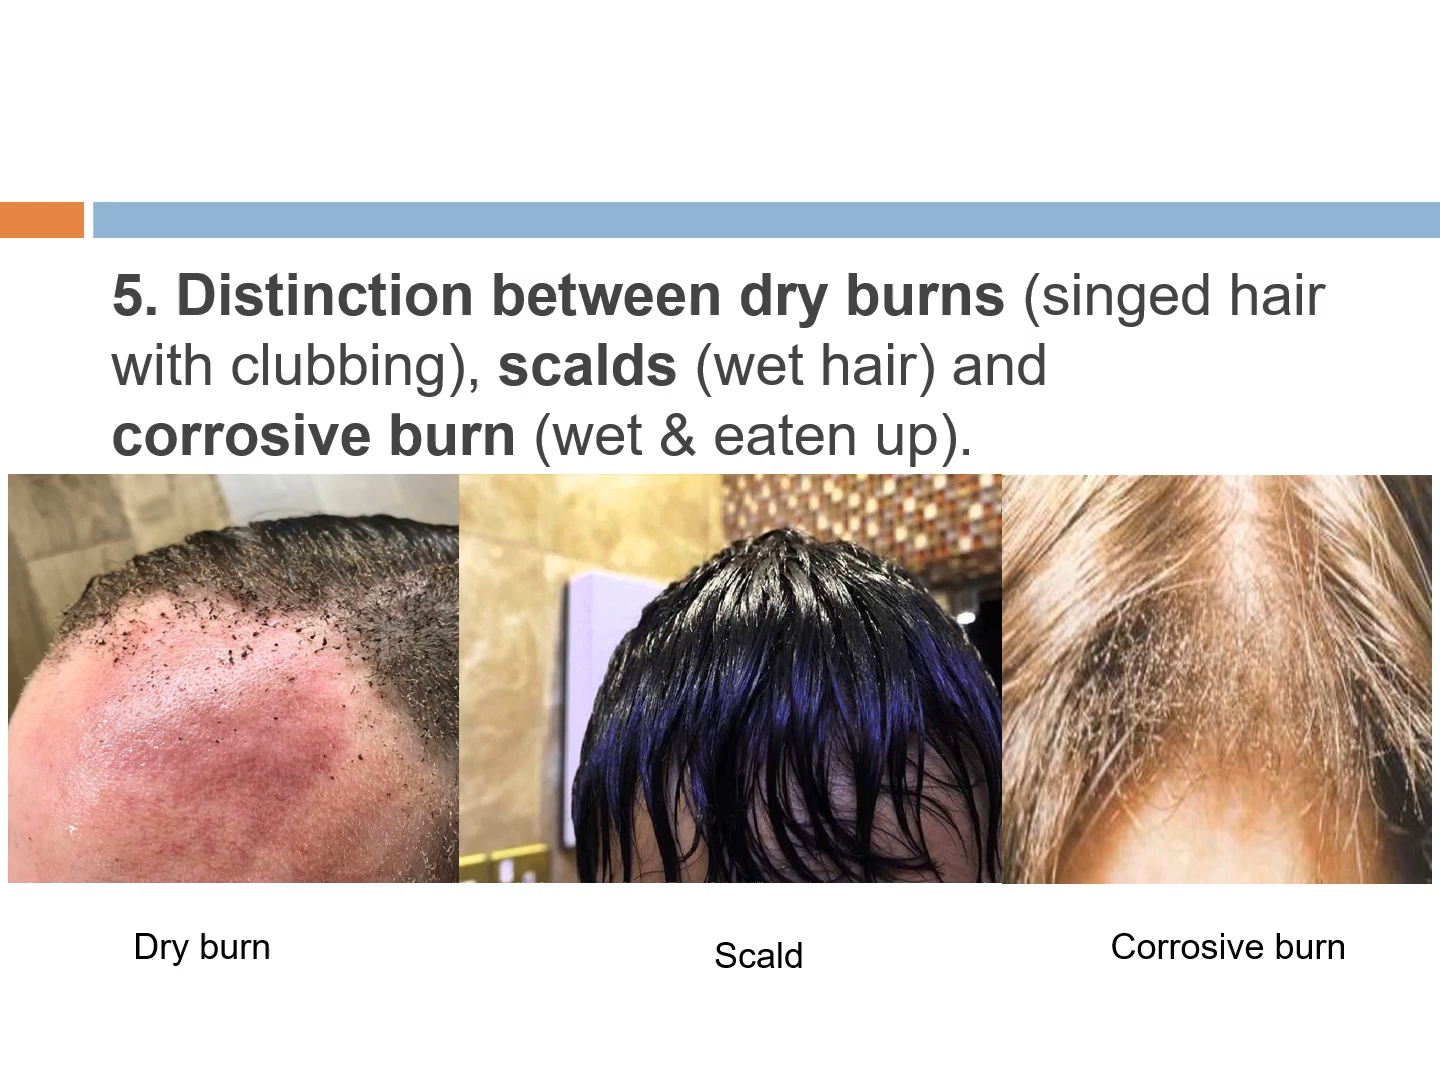 5. Distinction between dry burns (singed hair
with clubbing), scalds (wet hair) and
corrosive burn (wet & eaten up).
Dry burn
Scald
Corrosive burn